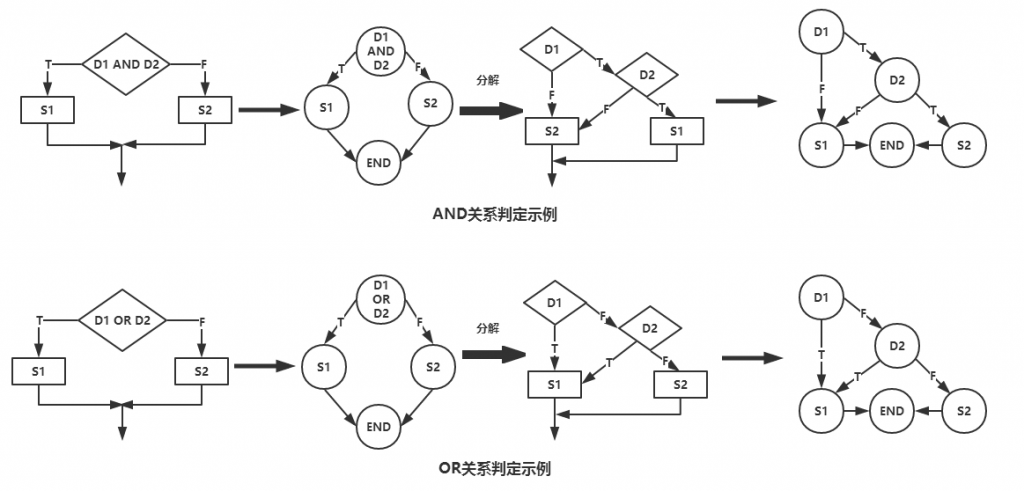 D1 AND D2
T
F
S1
S2
D1
AND
D2
T
F
S1
S2
END
分解
D1
T
D2
F
F
T
S2
S1
D1
T
D2
F
F
T
S1
END
S2
AND关系判定示例
D1 OR D2
T
F
S1
S2
D1
OR
D2
T
F
S1
S2
END
分解
D1
F
D2
T
T
F
S1
S2
D1
F
D2
T
T
F
S1
END
S2
OR关系判定示例